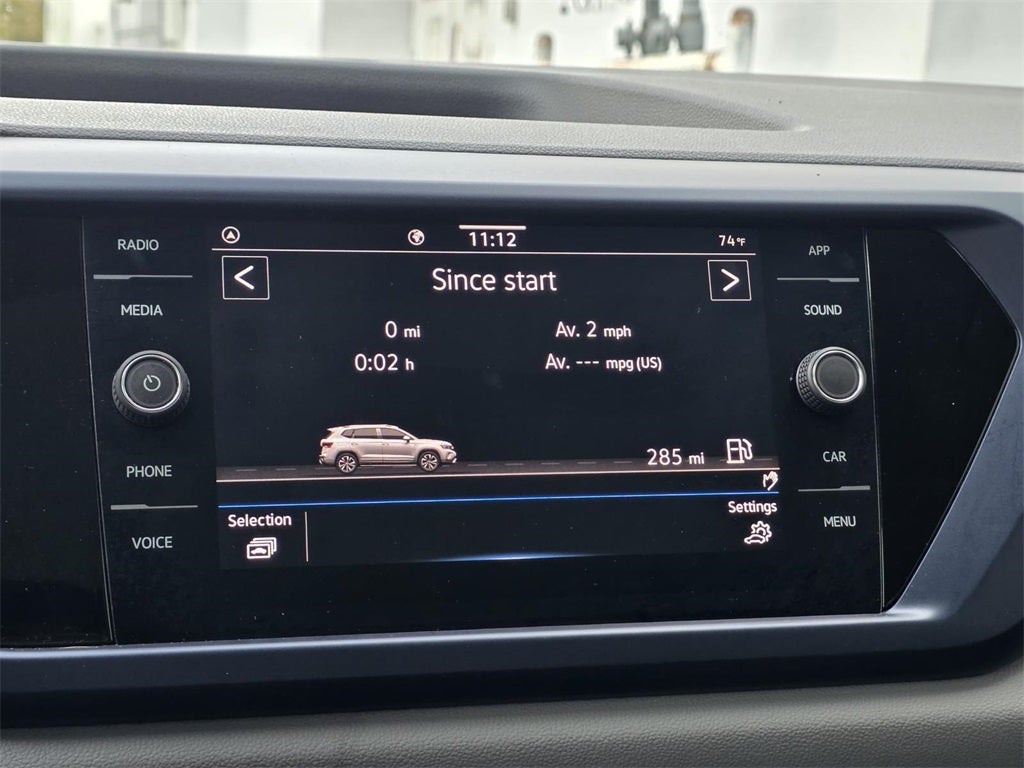 RADIO
MEDIA
PHONE
VOICE
11:12
74°F
Since start
0 mi
Av. 2 mph
0:02 h
Av. --- mpg (US)
285 mi
Selection
Settings
APP
SOUND
CAR
MENU